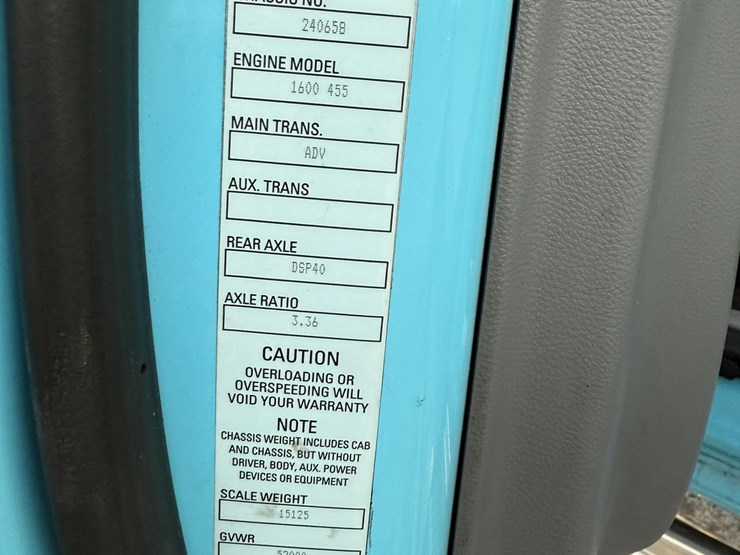 240658
ENGINE MODEL
1600 455
MAIN TRANS.
ADV
AUX. TRANS
REAR AXLE
DSP40
AXLE RATIO
3.36
CAUTION
OVERLOADING OR
OVERSPEEDING WILL
VOID YOUR WARRANTY
NOTE
CHASSIS WEIGHT INCLUDES CAB
AND CHASSIS, BUT WITHOUT
DRIVER, BODY, AUX. POWER
DEVICES OR EQUIPMENT
SCALE WEIGHT
15125
GVWR